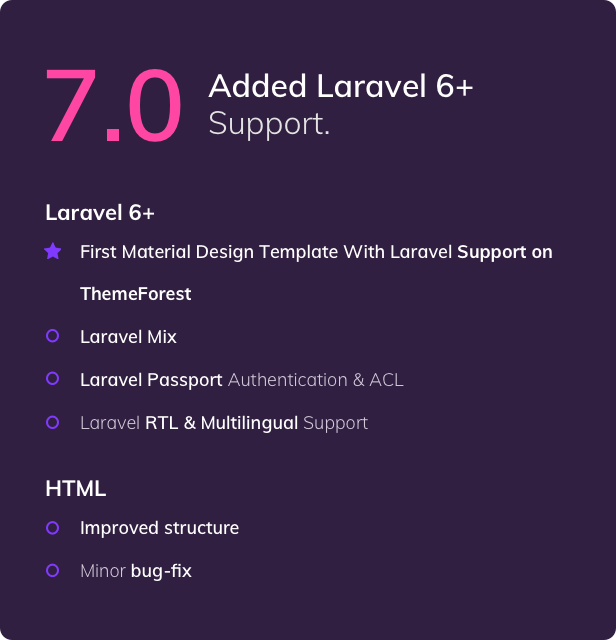 7.0
Added Laravel 6+
Support.
Laravel 6+
First Material Design Template With Laravel Support on
ThemeForest
Laravel Mix
Laravel Passport Authentication & ACL
Laravel RTL & Multilingual Support
HTML
Improved structure
Minor bug-fix